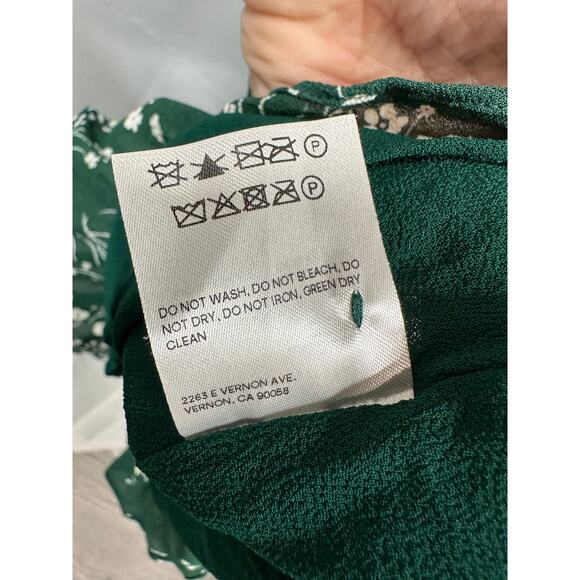 P
P
DO NOT WASH, DO NOT BLEACH, DO
NOT DRY, DO NOT IRON, GREEN DRY
CLEAN
2263 E VERNON AVE.
VERNON, CA 90058